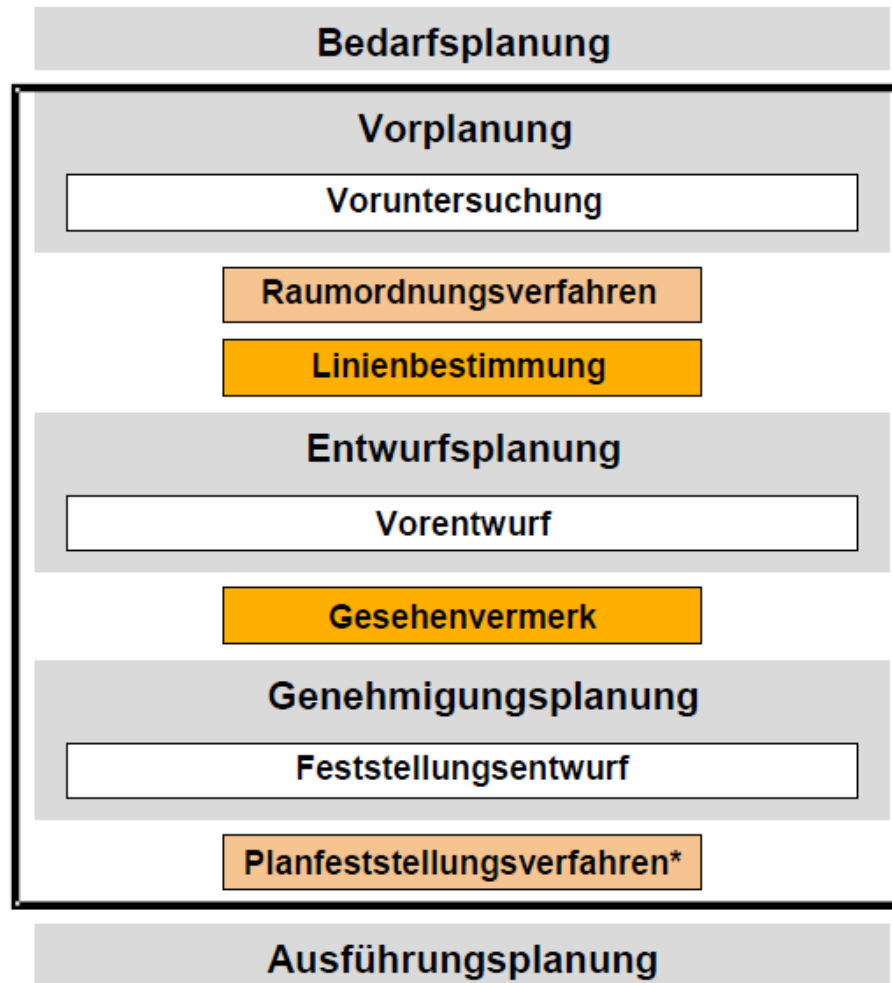 Bedarfsplanung
Vorplanung
Voruntersuchung
Raumordnungsverfahren
Linienbestimmung
Entwurfsplanung
Vorentwurf
Gesehenvermerk
Genehmigungsplanung
Feststellungsentwurf
Planfeststellungsverfahren*
Ausführungsplanung